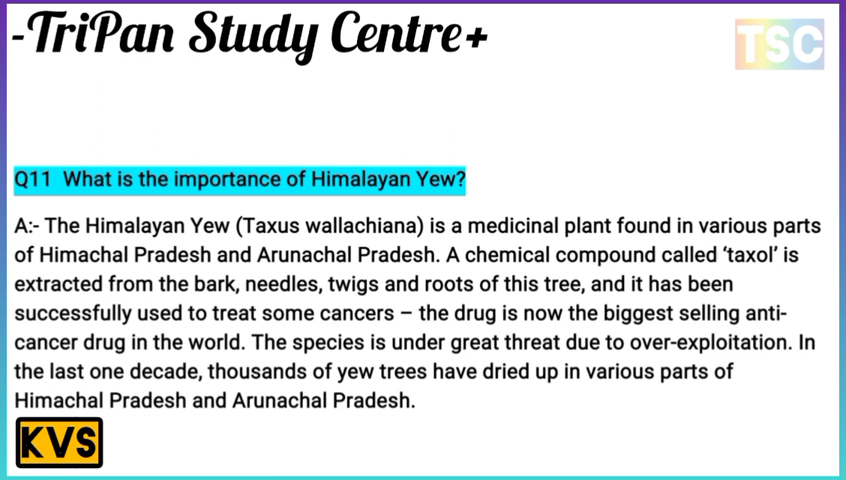 -TriPan Study Centre+
TSC
Q11 What is the importance of Himalayan Yew?
A:- The Himalayan Yew (Taxus wallachiana) is a medicinal plant found in various parts
of Himachal Pradesh and Arunachal Pradesh. A chemical compound called ‘taxol’ is
extracted from the bark, needles, twigs and roots of this tree, and it has been
successfully used to treat some cancers – the drug is now the biggest selling anti-
cancer drug in the world. The species is under great threat due to over-exploitation. In
the last one decade, thousands of yew trees have dried up in various parts of
Himachal Pradesh and Arunachal Pradesh.
KVS